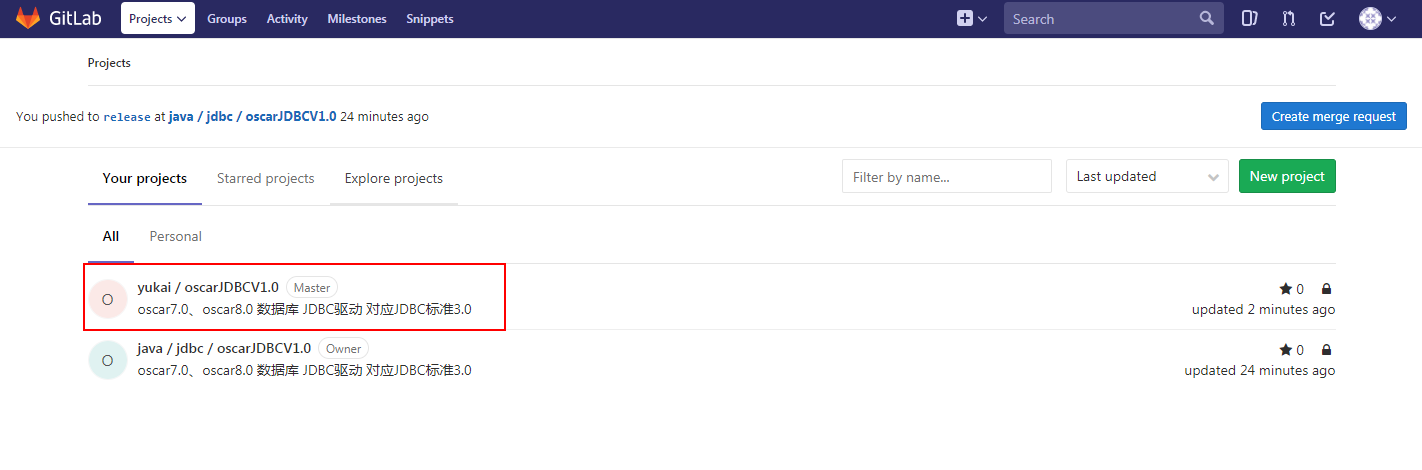 GitLab Projects Groups Activity Milestones Snippets Search
Projects
You pushed to release at java / jdbc / oscarJDBCV1.0 24 minutes ago Create merge request
Your projects Starred projects Explore projects Filter by name... Last updated New project
All Personal
O yukai / oscarJDBCV1.0 Master 0
oscar7.0、oscar8.0 数据库 JDBC驱动 对应JDBC标准3.0 updated 2 minutes ago
O java / jdbc / oscarJDBCV1.0 Owner 0
oscar7.0、oscar8.0 数据库 JDBC驱动 对应JDBC标准3.0 updated 24 minutes ago